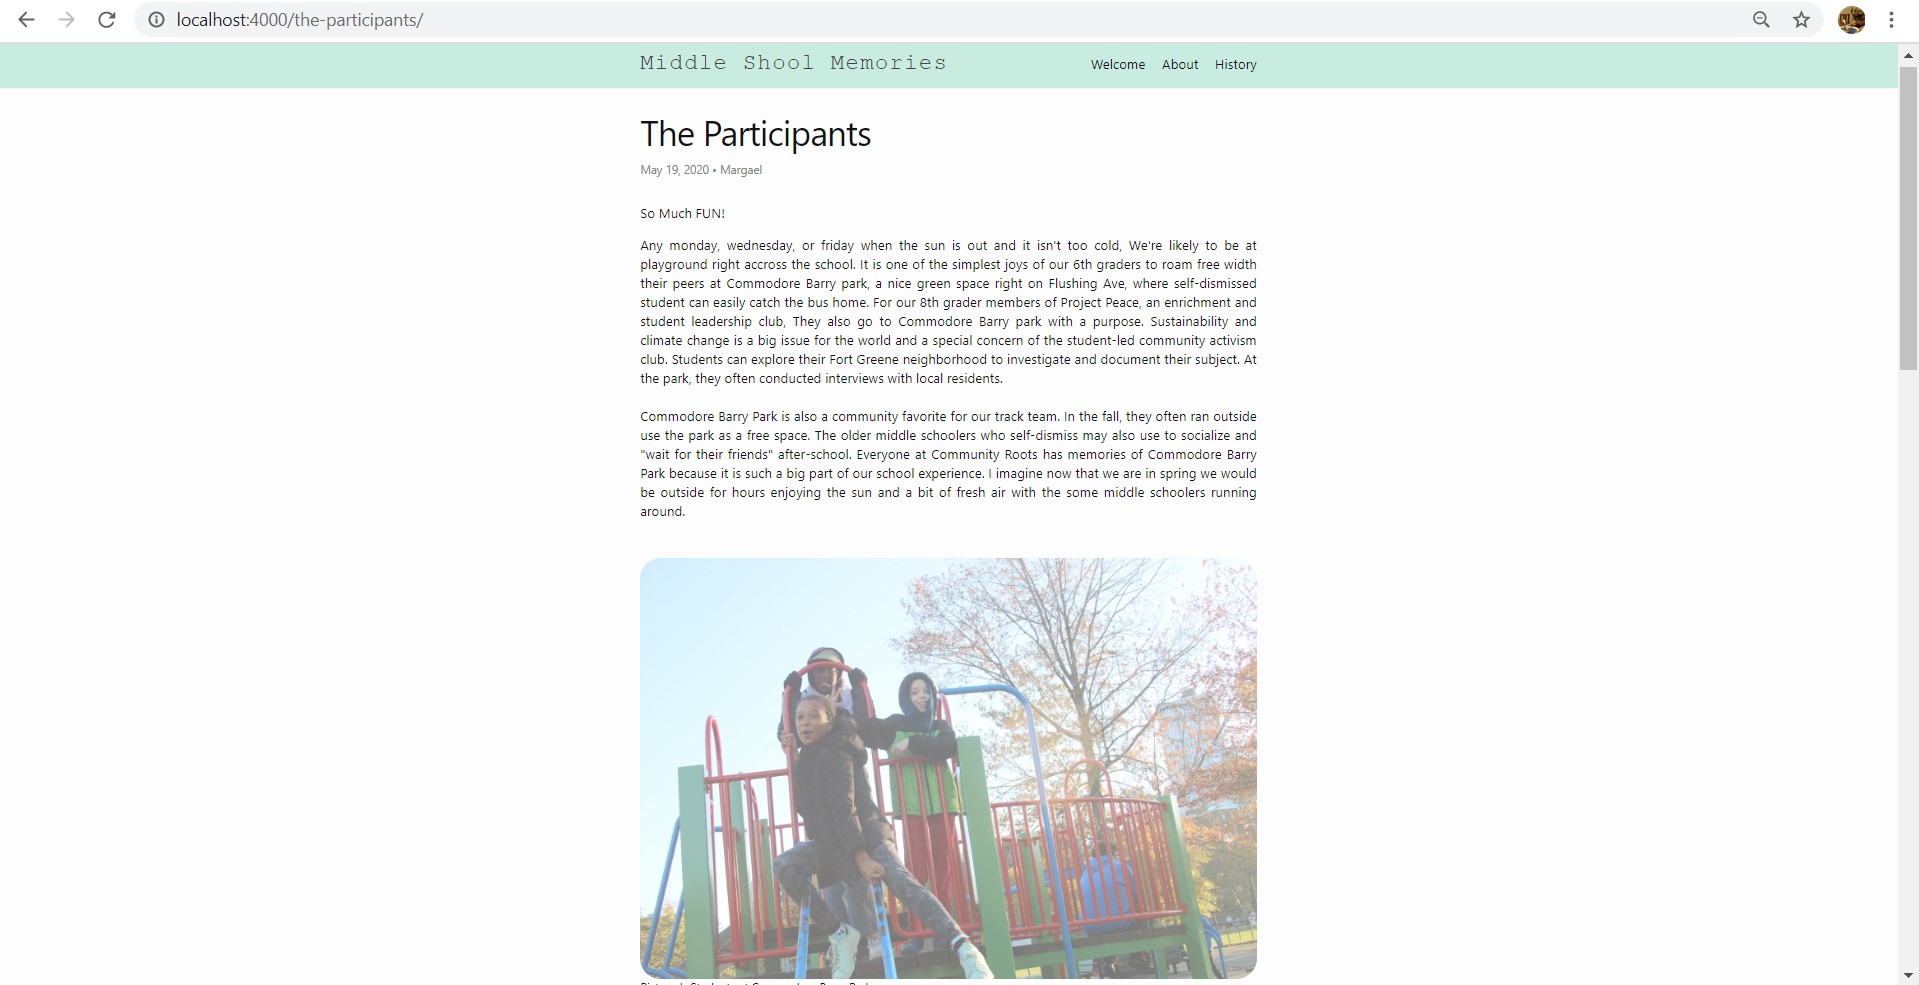 localhost:4000/the-participants/
Middle Shool Memories
Welcome About History
The Participants
May 19, 2020 • Margael
So Much FUN!
Any monday, wednesday, or friday when the sun is out and it isn't too cold, We're likely to be at
playground right accross the school. It is one of the simplest joys of our 6th graders to roam free width
their peers at Commodore Barry park, a nice green space right on Flushing Ave, where self-dismissed
student can easily catch the bus home. For our 8th grader members of Project Peace, an enrichment and
student leadership club, They also go to Commodore Barry park with a purpose. Sustainability and
climate change is a big issue for the world and a special concern of the student-led community activism
club. Students can explore their Fort Greene neighborhood to investigate and document their subject. At
the park, they often conducted interviews with local residents.
Commodore Barry Park is also a community favorite for our track team. In the fall, they often ran outside
use the park as a free space. The older middle schoolers who self-dismiss may also use to socialize and
"wait for their friends" after-school. Everyone at Community Roots has memories of Commodore Barry
Park because it is such a big part of our school experience. I imagine now that we are in spring we would
be outside for hours enjoying the sun and a bit of fresh air with the some middle schoolers running
around.